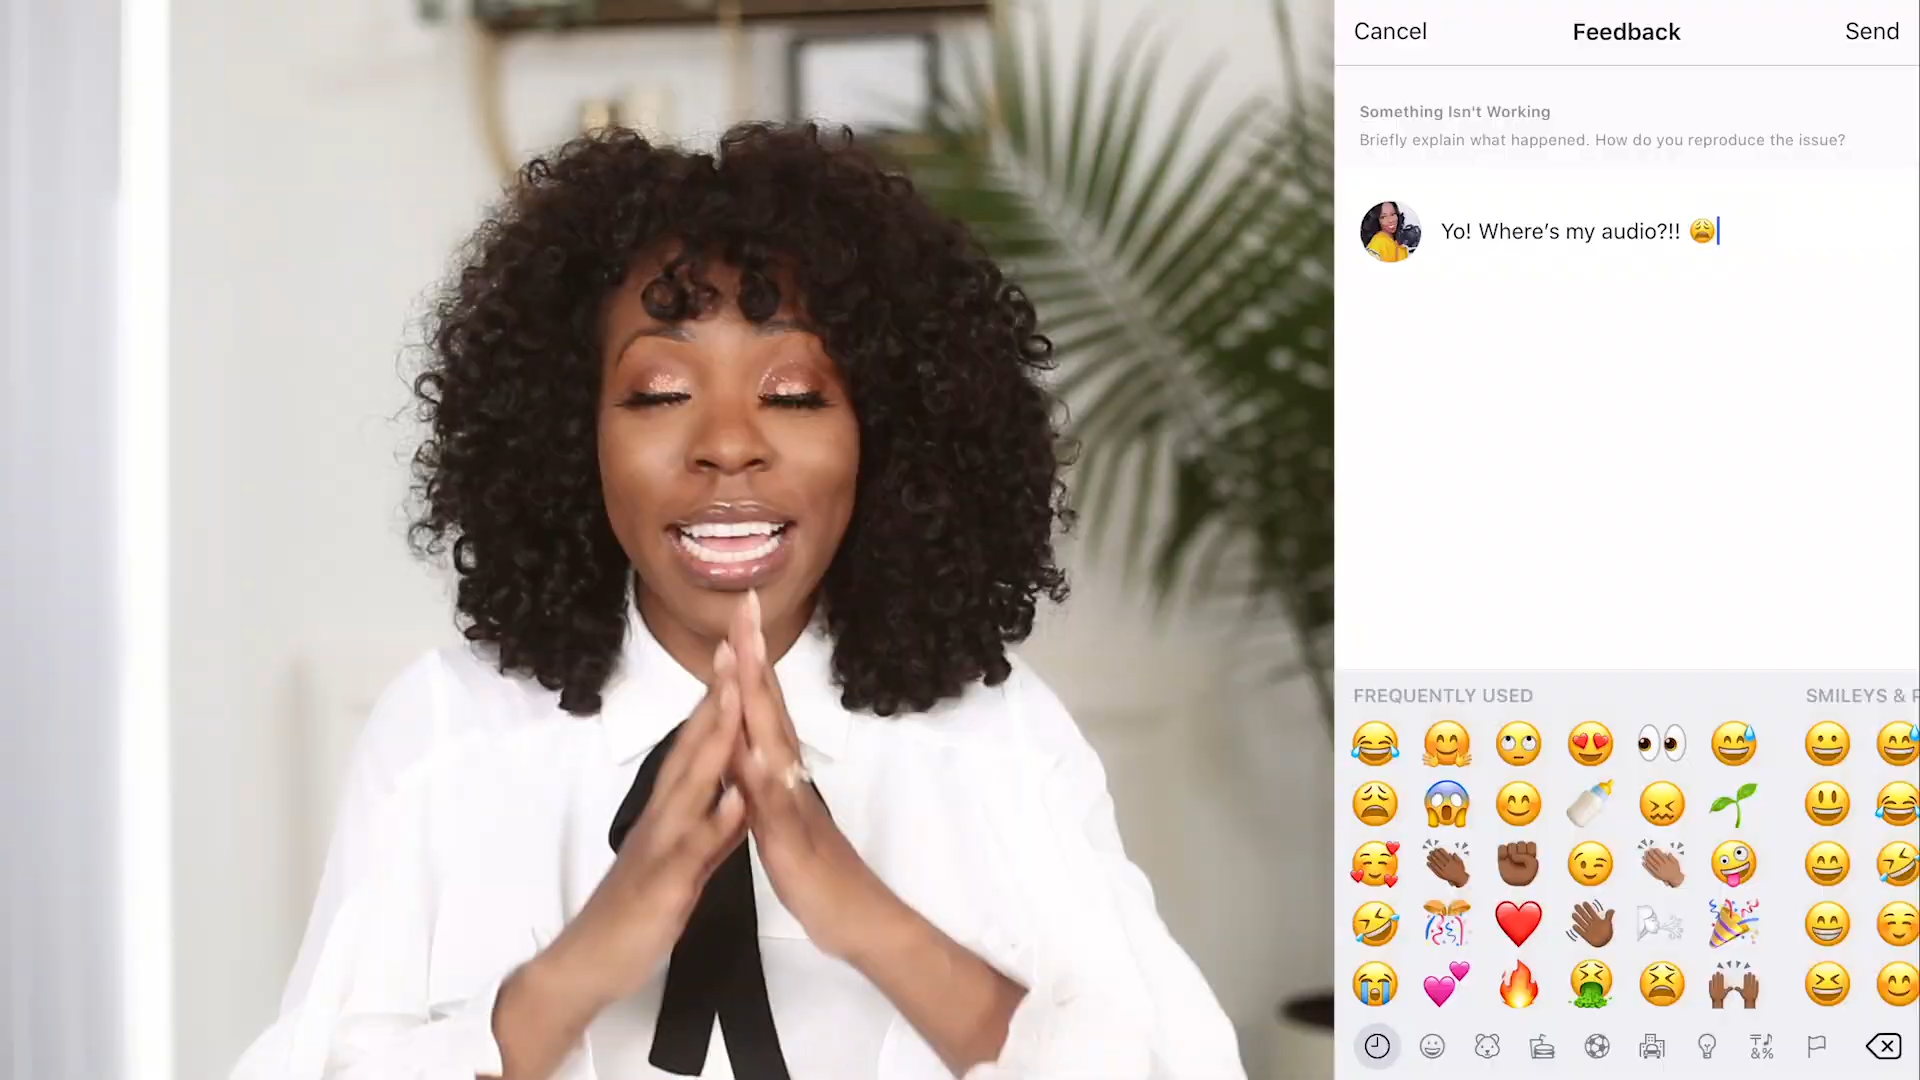 Cancel Feedback Send
Something Isn't Working
Briefly explain what happened. How do you reproduce the issue?
Yo! Where's my audio?!! 😩
FREQUENTLY USED SMILEYS &